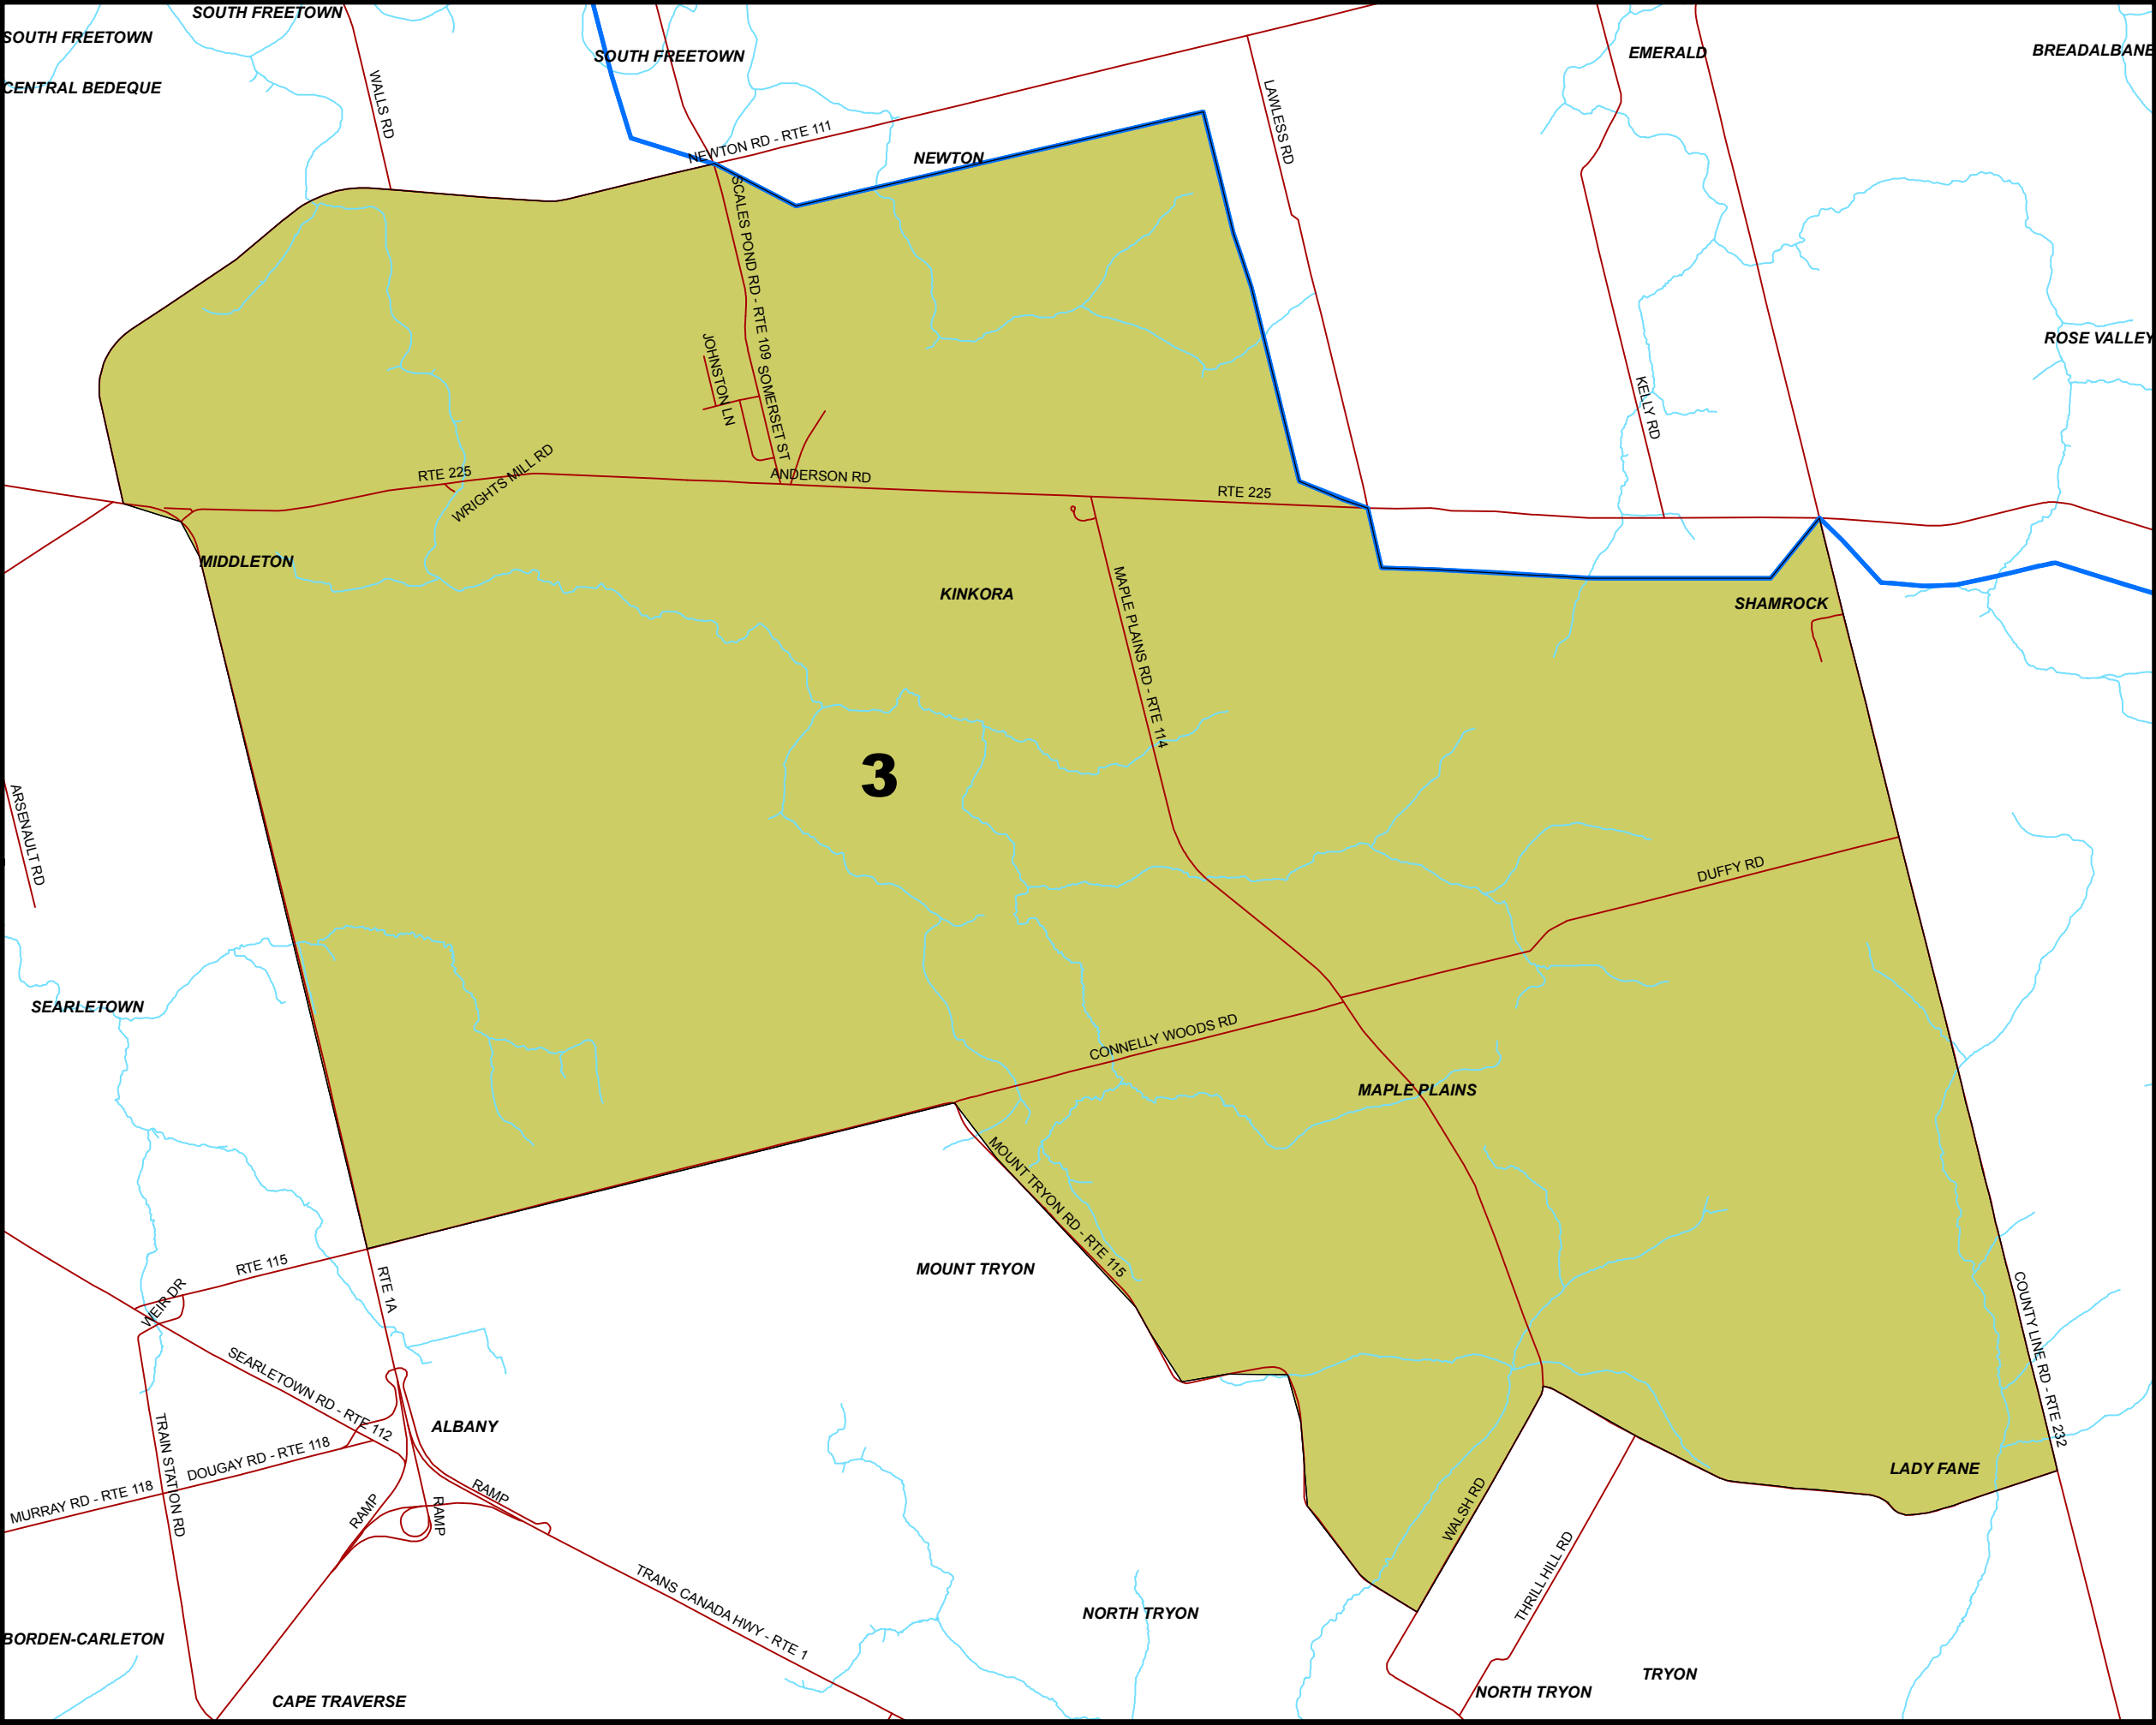 SOUTH FREETOWN
SOUTH FREETOWN
SOUTH FREETOWN
EMERALD
BREADALBANE
CENTRAL BEDEQUE
WALLS RD
LAWLESS RD
NEWTON RD - RTE 111
NEWTON
SCALES POND RD - RTE 109
SOMERSET ST
JOHNSTON LN
ROSE VALLEY
KELLY RD
RTE 225
WRIGHTS MILL RD
ANDERSON RD
RTE 225
MIDDLETON
KINKORA
SHAMROCK
MAPLE PLAINS RD - RTE 114
3
ARSENAULT RD
DUFFY RD
SEARLETOWN
CONNELLY WOODS RD
MAPLE PLAINS
MOUNT TRYON RD - RTE 115
MOUNT TRYON
RTE 115
RTE 1A
WEIR DR
COUNTY LINE RD - RTE 232
SEARLETOWN RD - RTE 112
ALBANY
TRAIN STATION RD
DOUGAY RD - RTE 118
MURRAY RD - RTE 118
RAMP
RAMP
RAMP
LADY FANE
WALSH RD
THRILL HILL RD
TRANS CANADA HWY - RTE 1
NORTH TRYON
BORDEN-CARLETON
TRYON
CAPE TRAVERSE
NORTH TRYON